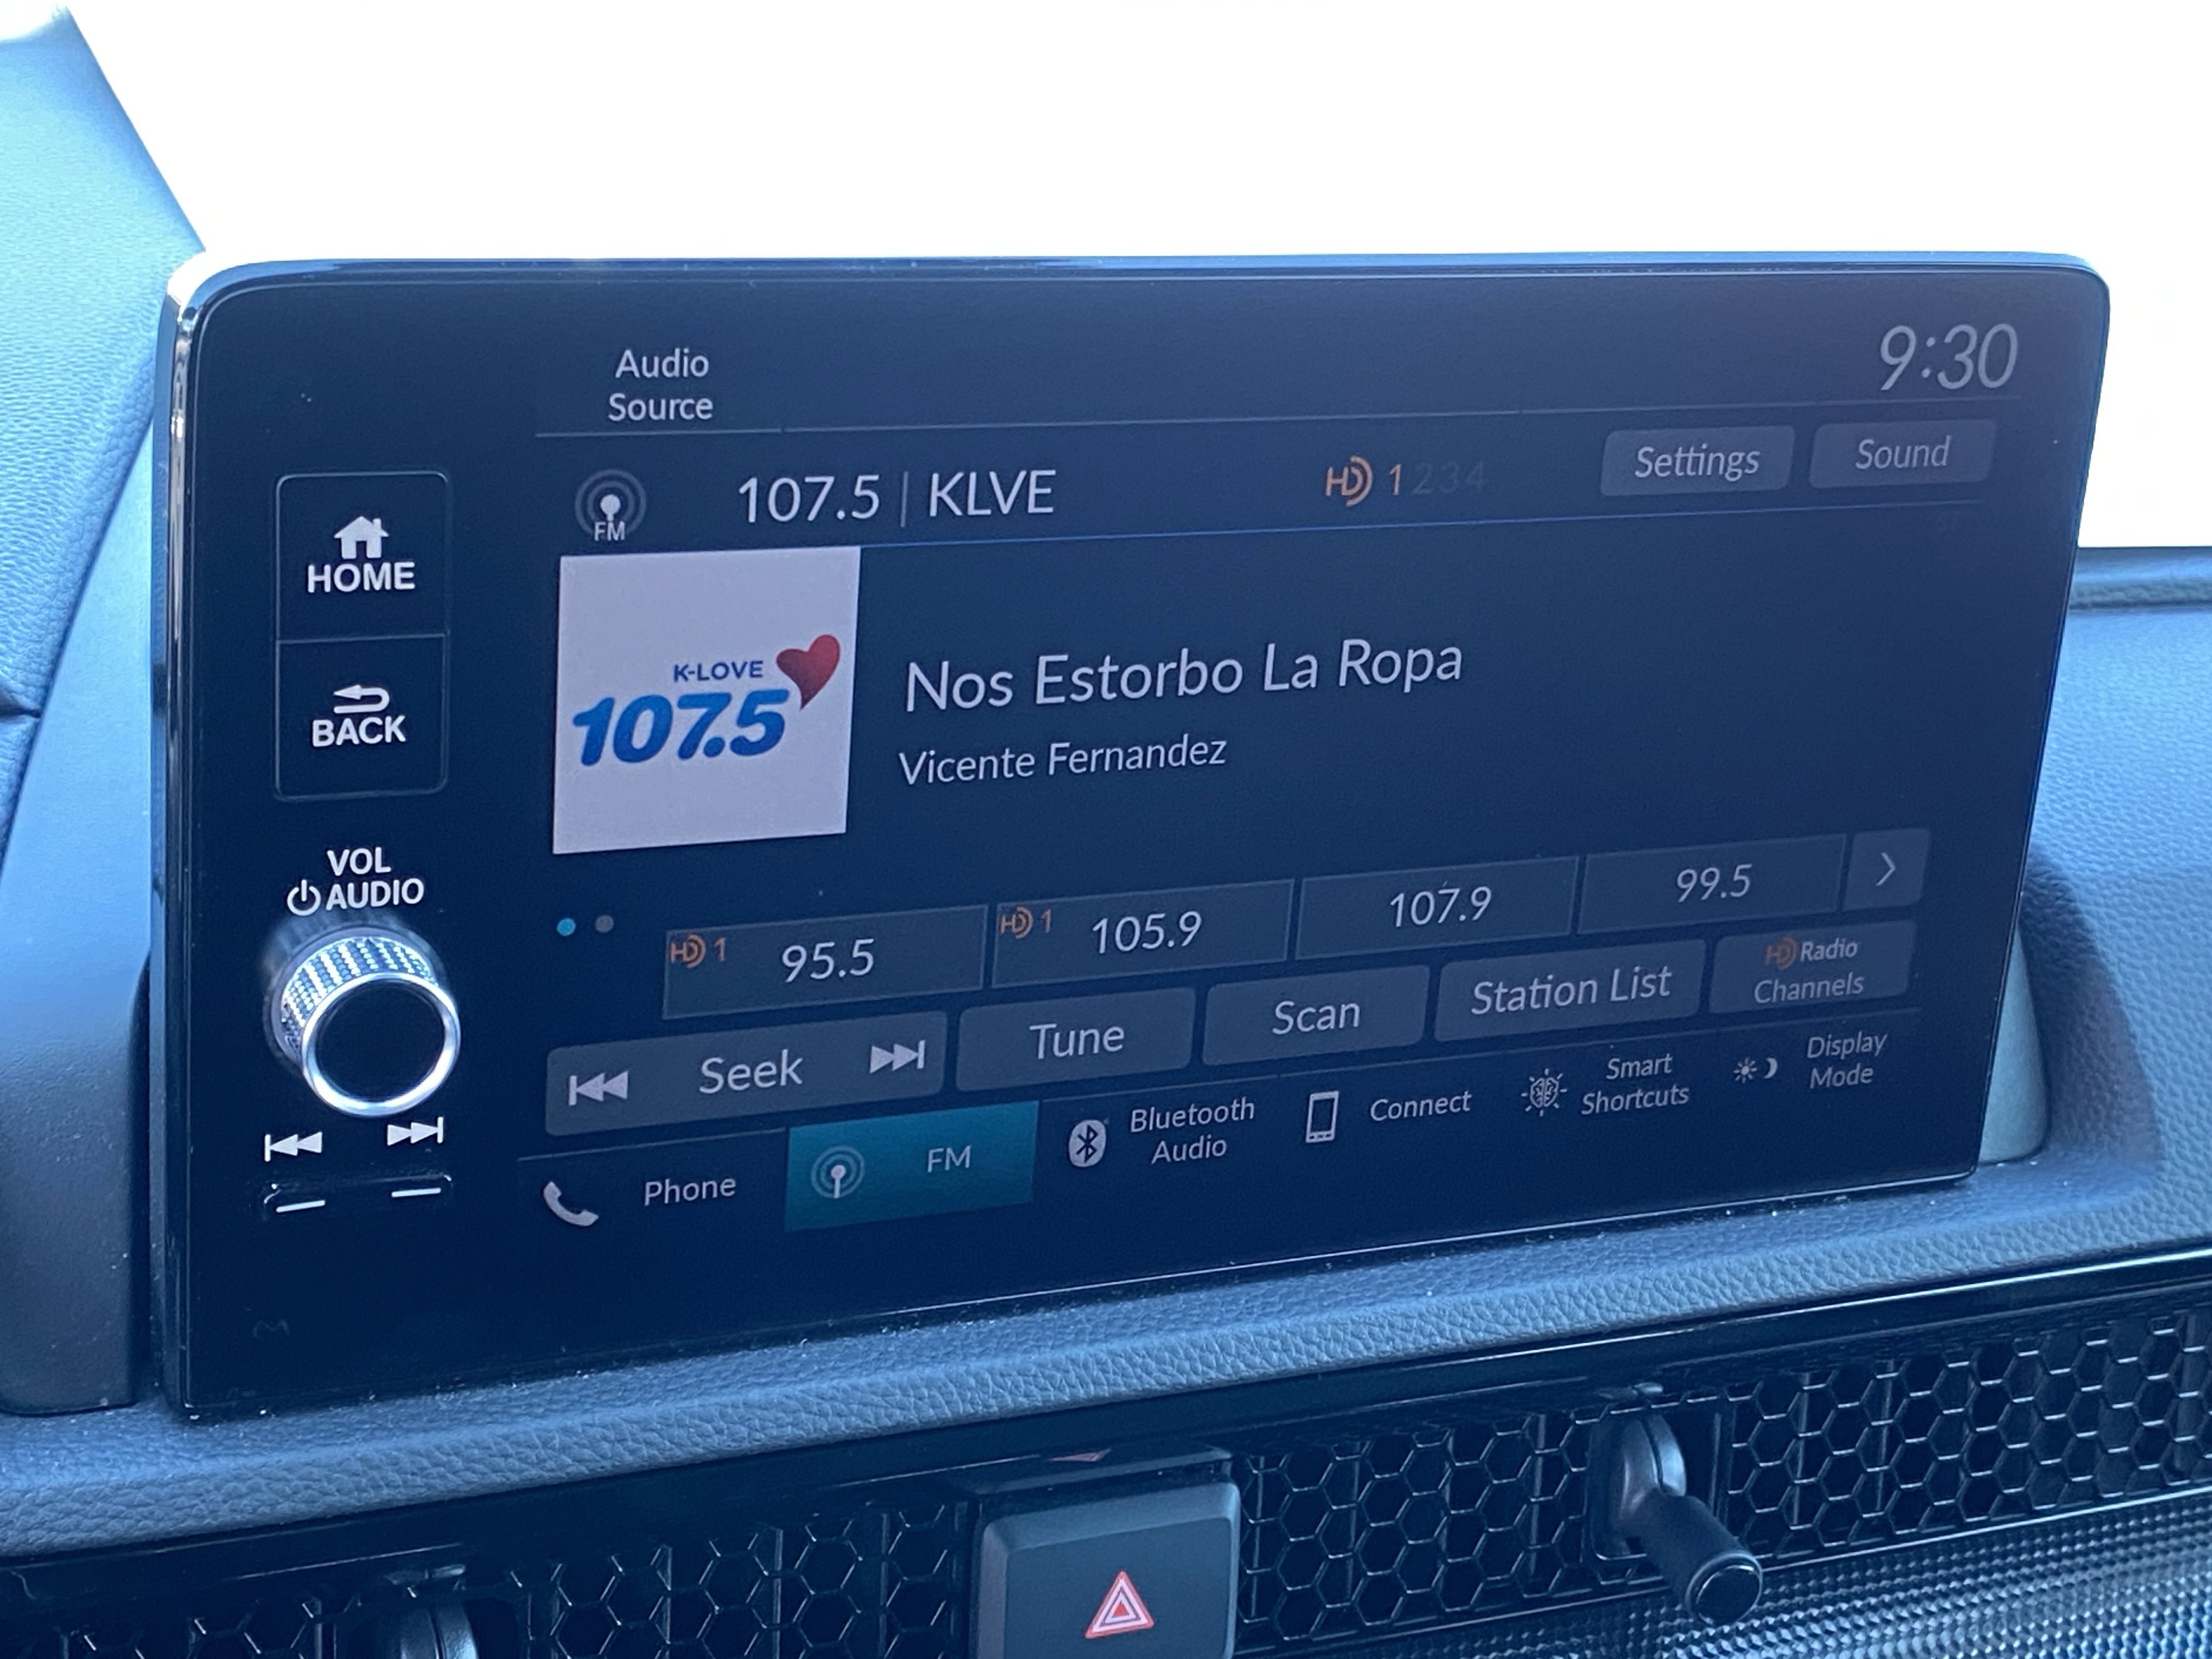 Audio
Source
9:30
FM
107.5 | KLVE
HD 1 2 3 4
Settings
Sound
HOME
BACK
K-LOVE
107.5
Nos Estorbo La Ropa
Vicente Fernandez
VOL
AUDIO
HD 1 95.5
HD 1 105.9
107.9
99.5
Seek
Tune
Scan
Station List
HD Radio
Channels
Phone
FM
Bluetooth
Audio
Connect
Smart
Shortcuts
Display
Mode